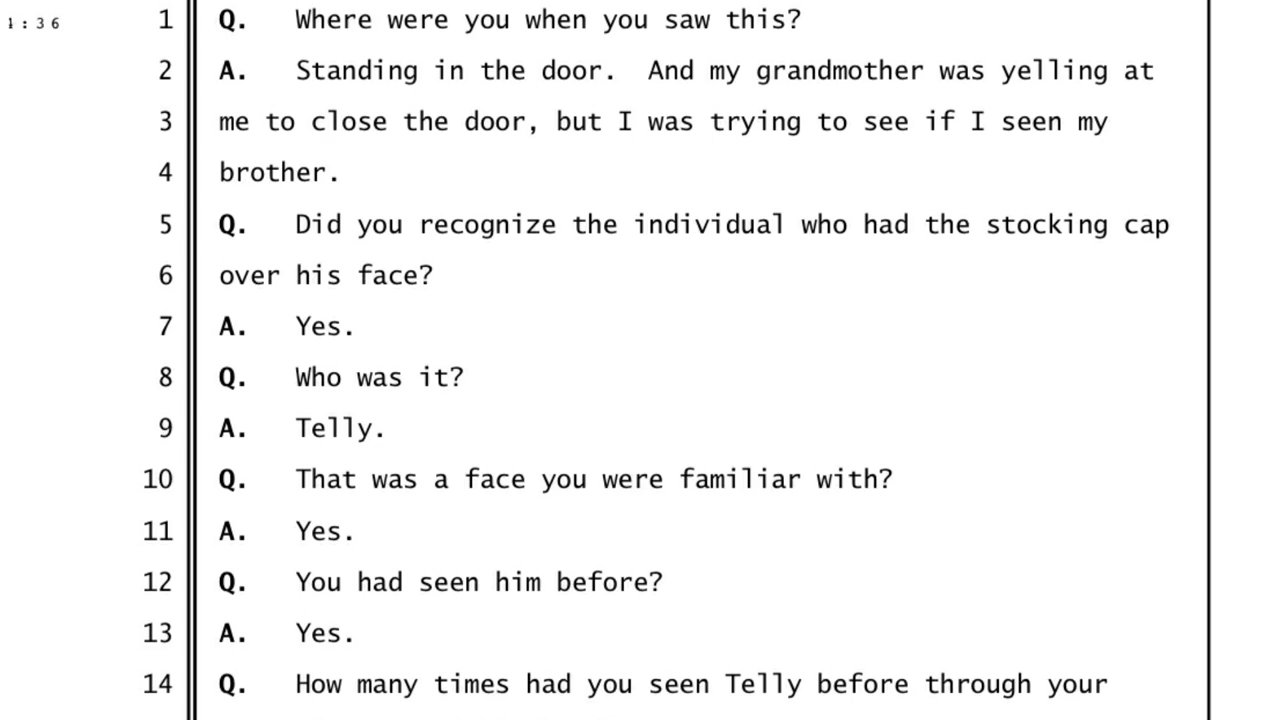 1:36 1 Q. Where were you when you saw this?
2 A. Standing in the door. And my grandmother was yelling at
3 me to close the door, but I was trying to see if I seen my
4 brother.
5 Q. Did you recognize the individual who had the stocking cap
6 over his face?
7 A. Yes.
8 Q. Who was it?
9 A. Telly.
10 Q. That was a face you were familiar with?
11 A. Yes.
12 Q. You had seen him before?
13 A. Yes.
14 Q. How many times had you seen Telly before through your